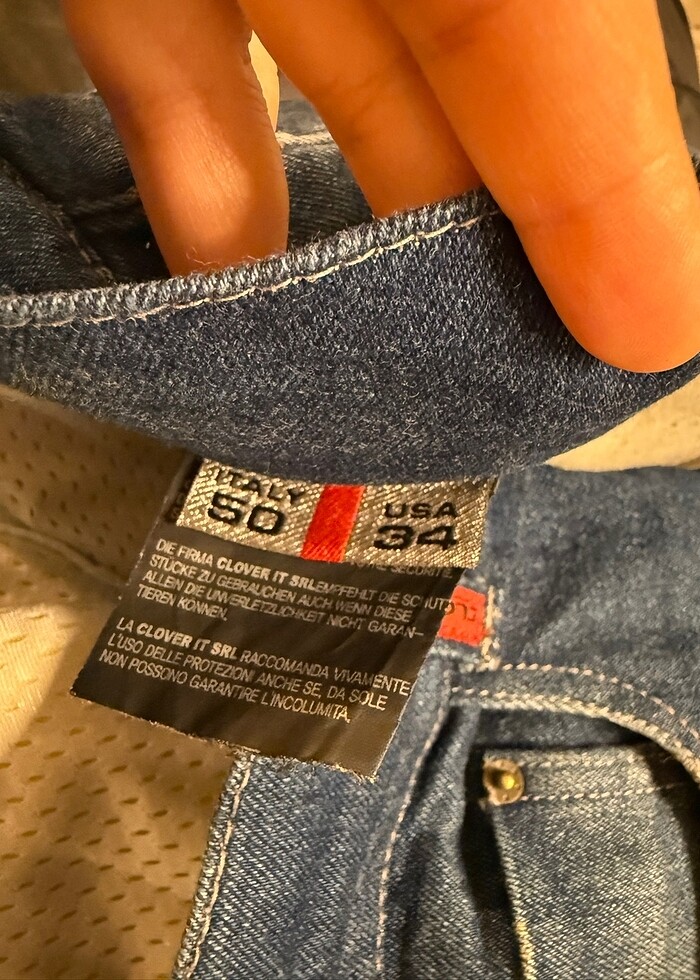 ITALY USA
50 34
DIE FIRMA CLOVER IT SRL EMPFEHLT DIE SCHUTZ
STÜCKE ZU GEBRAUCHEN AUCH WENN DIESE
ALLEIN DIE UNVERLETZLICHKEIT NICHT GARAN-
TIEREN KÖNNEN.
LA CLOVER IT SRL RACCOMANDA VIVAMENTE
L'USO DELLE PROTEZIONI ANCHE SE, DA SOLE
NON POSSONO GARANTIRE L'INCOLUMITA.